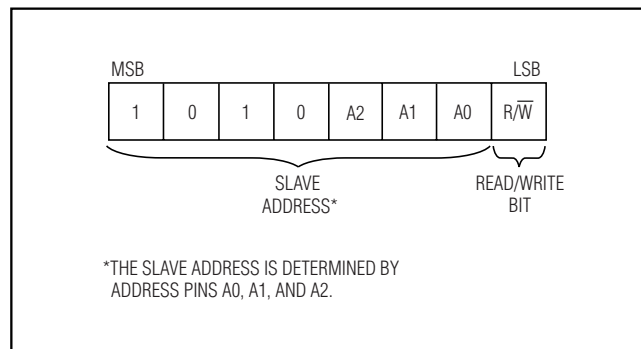 MSB LSB
1 0 1 0 A2 A1 A0 R/W̅
SLAVE READ/WRITE
ADDRESS* BIT
*THE SLAVE ADDRESS IS DETERMINED BY
ADDRESS PINS A0, A1, AND A2.